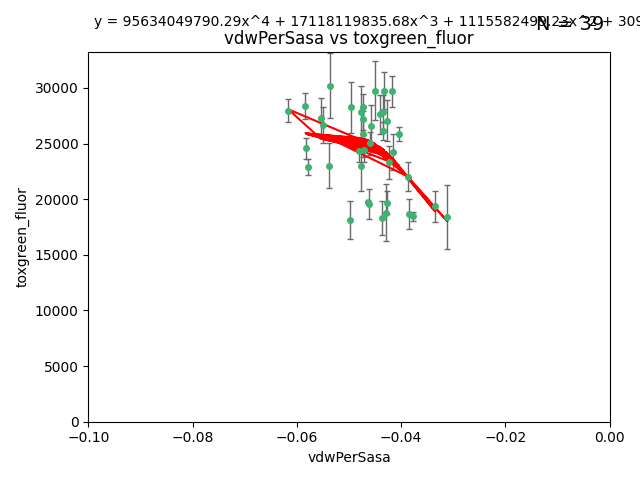 y = 95634049790.29x^4 + 17118119835.68x^3 + 1115582499.23x^2 + 309
N = 39
vdwPerSasa vs toxgreen_fluor
30000
25000
20000
15000
10000
5000
0
toxgreen_fluor
−0.10 −0.08 −0.06 −0.04 −0.02 0.00
vdwPerSasa